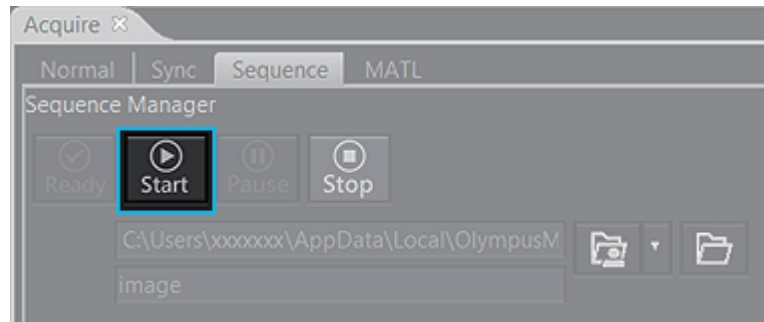 Acquire
Normal Sync Sequence MATL
Sequence Manager
Ready Start Pause Stop
C:\Users\xxxxxxx\AppData\Local\OlympusM
image